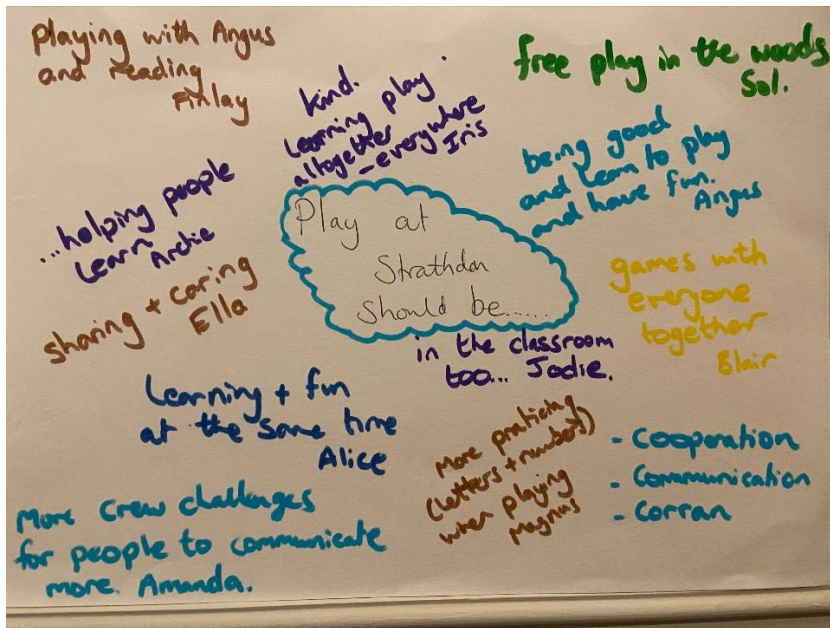 Playing with Angus
and reading
Finlay
kind.
Learning play.
altogether
_everywhere
Iris
free play in the woods
Sol.
being good
and learn to play
and have fun.
Angus
...helping people
learn
Archie
Play at
Strathdon
should be......
sharing + caring
Ella
games with
everyone
together
Blair
in the classroom
too... Jodie.
Learning + fun
at the same time
Alice
More praticing
(letters + numbers)
when playing
Magnus
- Cooperation
- Communication
- Corran
More crew challenges
for people to communicate
more Amanda.